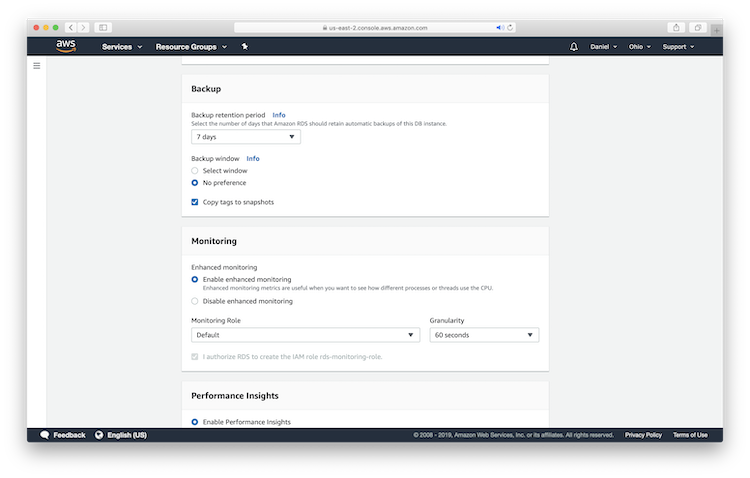 us-east-2.console.aws.amazon.com
aws Services Resource Groups Daniel Ohio Support
Backup
Backup retention period Info
Select the number of days that Amazon RDS should retain automatic backups of this DB instance.
7 days
Backup window Info
Select window
No preference
Copy tags to snapshots
Monitoring
Enhanced monitoring
Enable enhanced monitoring
Enhanced monitoring metrics are useful when you want to see how different processes or threads use the CPU.
Disable enhanced monitoring
Monitoring Role Granularity
Default 60 seconds
I authorize RDS to create the IAM role rds-monitoring-role.
Performance Insights
Enable Performance Insights
Feedback English (US) © 2008 - 2019, Amazon Web Services, Inc. or its affiliates. All rights reserved. Privacy Policy Terms of Use